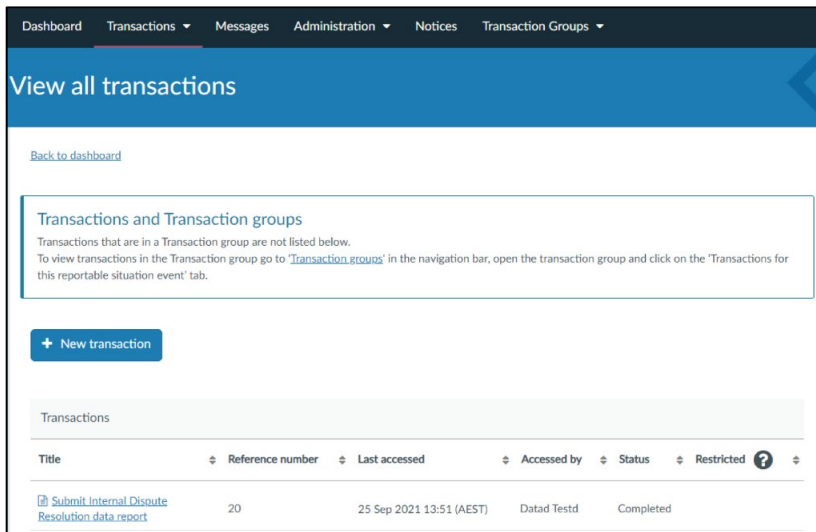 Dashboard Transactions Messages Administration Notices Transaction Groups
View all transactions
Back to dashboard
Transactions and Transaction groups
Transactions that are in a Transaction group are not listed below.
To view transactions in the Transaction group go to 'Transaction groups' in the navigation bar, open the transaction group and click on the 'Transactions for
this reportable situation event' tab.
+ New transaction
Transactions
Title Reference number Last accessed Accessed by Status Restricted ?
Submit Internal Dispute
Resolution data report 20 25 Sep 2021 13:51 (AEST) Datad Testd Completed